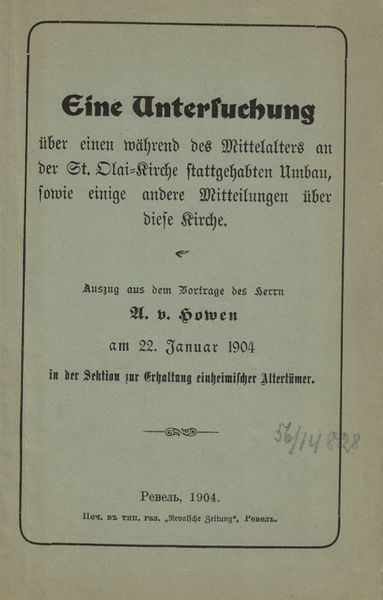 Eine Untersuchung
über einen während des Mittelalters an
der St. Olai-Kirche stattgehabten Umbau,
sowie einige andere Mitteilungen über
diese Kirche.
Auszug aus dem Vortrage des Herrn
A. v. Howen
am 22. Januar 1904
in der Sektion zur Erhaltung einheimischer Altertümer.
56/14828
Ревель, 1904.
Печ. въ тип. газ. „Revalsche Zeitung“, Ревель.